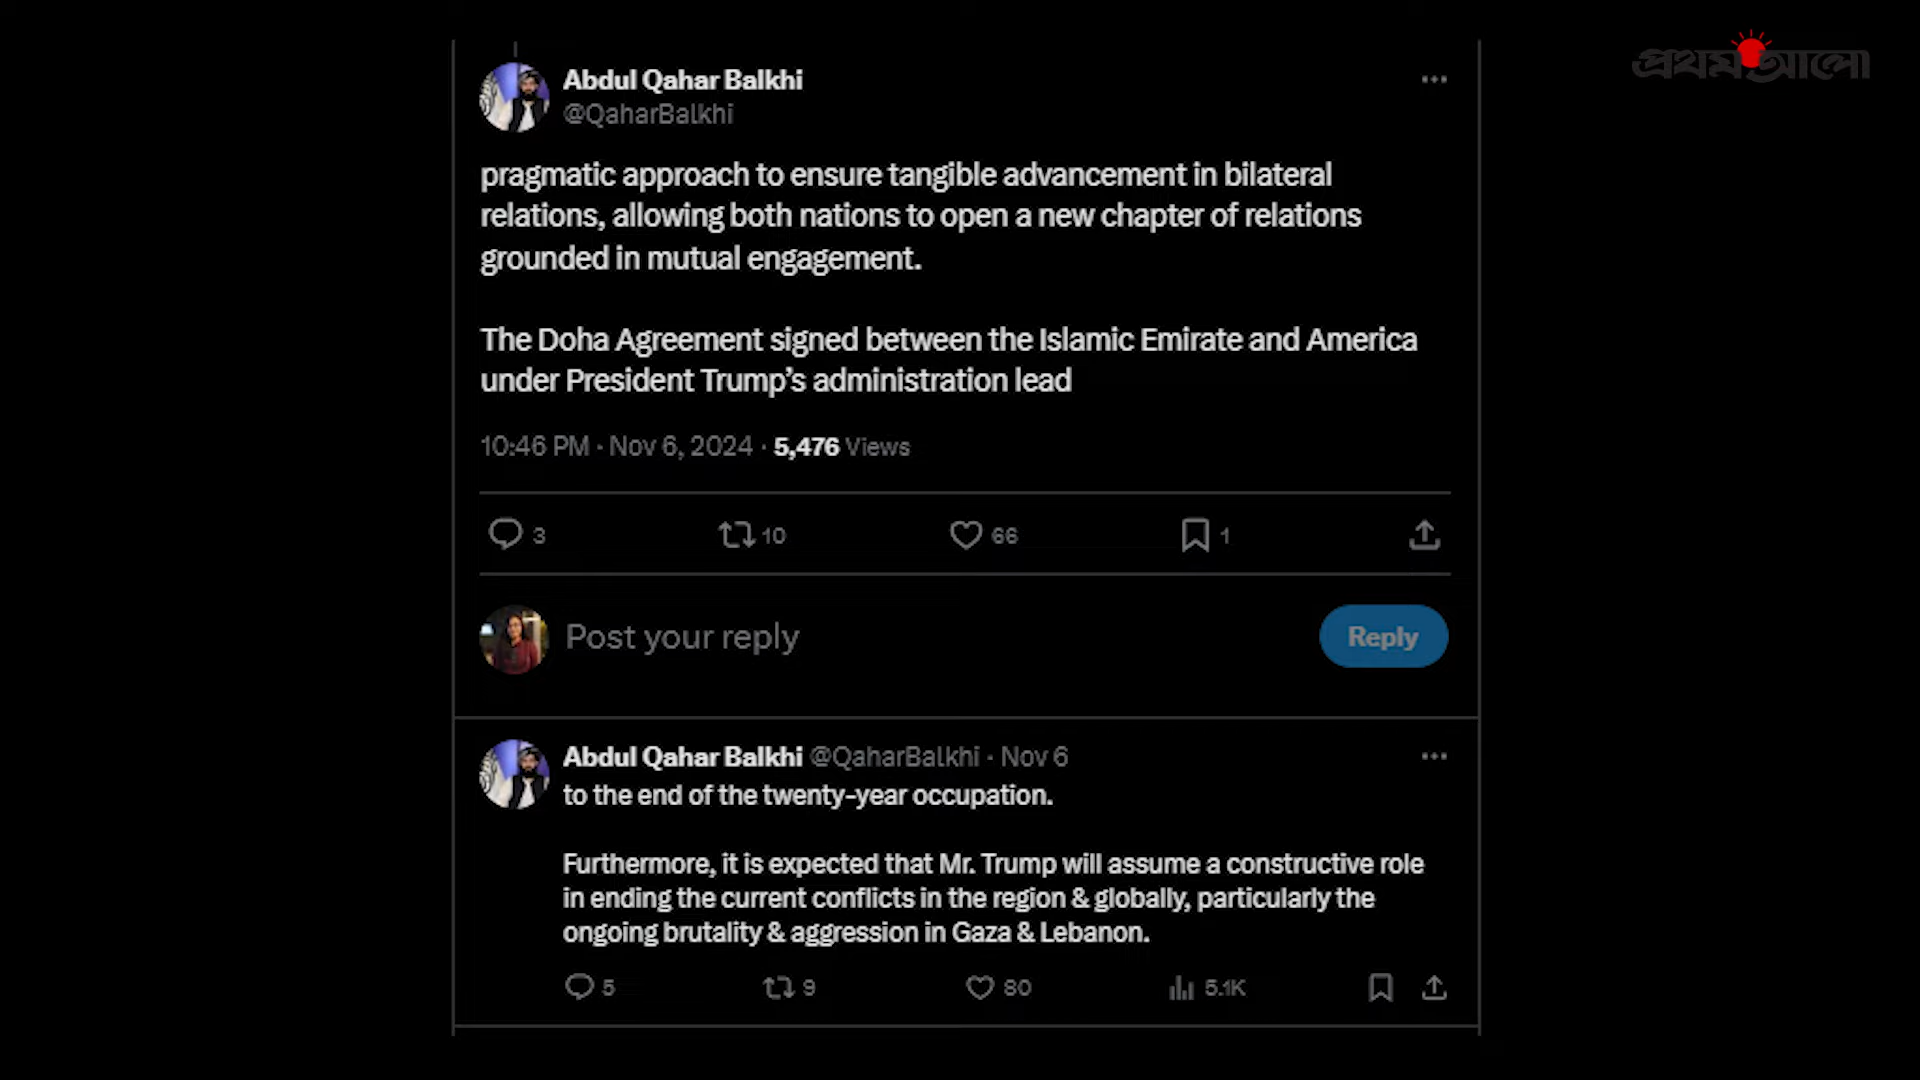 প্রথম আলো
Abdul Qahar Balkhi
@QaharBalkhi
pragmatic approach to ensure tangible advancement in bilateral
relations, allowing both nations to open a new chapter of relations
grounded in mutual engagement.
The Doha Agreement signed between the Islamic Emirate and America
under President Trump’s administration lead
10:46 PM · Nov 6, 2024 · 5,476 Views
3 10 66 1
Post your reply Reply
Abdul Qahar Balkhi @QaharBalkhi · Nov 6
to the end of the twenty-year occupation.
Furthermore, it is expected that Mr. Trump will assume a constructive role
in ending the current conflicts in the region & globally, particularly the
ongoing brutality & aggression in Gaza & Lebanon.
5 9 80 5.1K